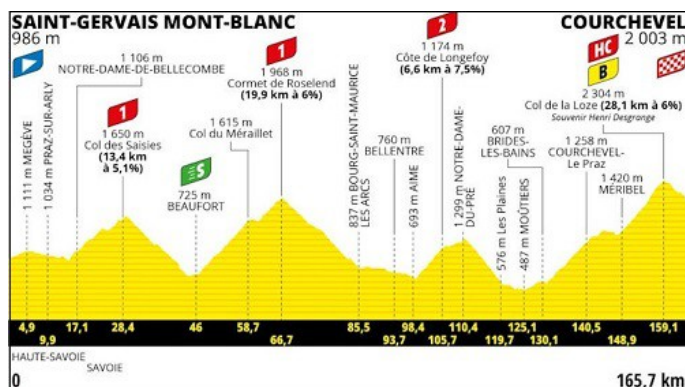 SAINT-GERVAIS MONT-BLANC
986 m
COURCHEVEL
2 003 m
1 111 m MEGÈVE
1 034 m PRAZ-SUR-ARLY
1 106 m
NOTRE-DAME-DE-BELLECOMBE
1
1 650 m
Col des Saisies
(13,4 km
à 5,1%)
S
725 m
BEAUFORT
1 615 m
Col du Méraillet
1
1 968 m
Cormet de Roselend
(19,9 km à 6%)
837 m BOURG-SAINT-MAURICE
LES ARCS
760 m
BELLENTRE
693 m AIME
2
1 174 m
Côte de Longefoy
(6,6 km à 7,5%)
1 299 m NOTRE-DAME-
DU-PRÉ
576 m Les Plaines
487 m MOÛTIERS
607 m
BRIDES-
LES-BAINS
1 258 m
COURCHEVEL-
Le Praz
1 420 m
MÉRIBEL
HC
B
2 304 m
Col de la Loze (28,1 km à 6%)
Souvenir Henri Desgrange
4,9
9,9
17,1
28,4
46
58,7
66,7
85,5
93,7
98,4
105,7
110,4
119,7
125,1
130,1
140,5
148,9
159,1
HAUTE-SAVOIE
SAVOIE
0
165,7 km